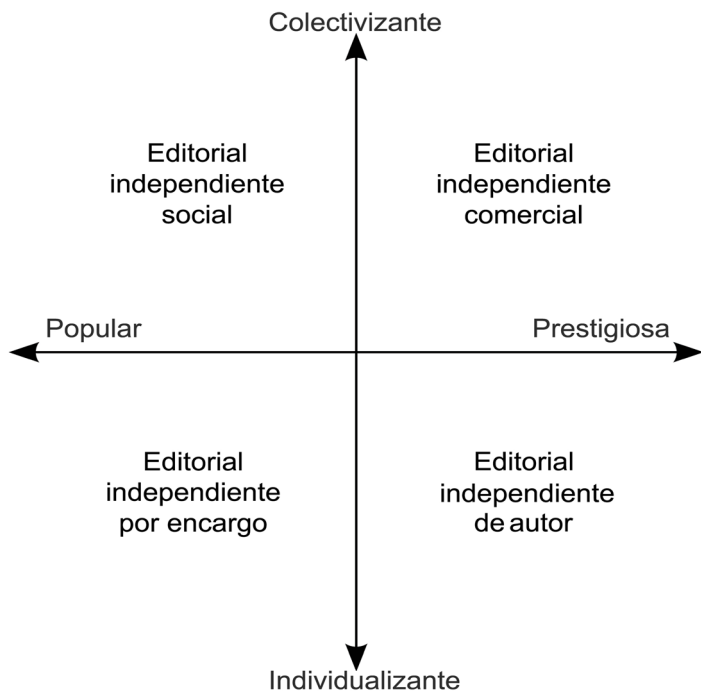 Colectivizante
Editorial
independiente
social
Editorial
independiente
comercial
Popular
Prestigiosa
Editorial
independiente
por encargo
Editorial
independiente
de autor
Individualizante